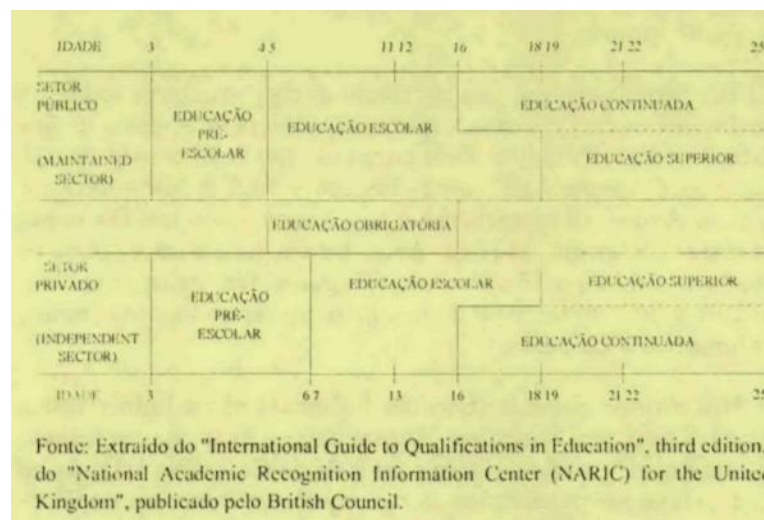 IDADE 3 4 5 11 12 16 18 19 21 22 25
SETOR
PÚBLICO
EDUCAÇÃO CONTINUADA
EDUCAÇÃO
PRÉ-
ESCOLAR
EDUCAÇÃO ESCOLAR
(MAINTAINED
SECTOR)
EDUCAÇÃO SUPERIOR
EDUCAÇÃO OBRIGATÓRIA
SETOR
PRIVADO
EDUCAÇÃO
PRÉ-
ESCOLAR
EDUCAÇÃO ESCOLAR
EDUCAÇÃO SUPERIOR
(INDEPENDENT
SECTOR)
EDUCAÇÃO CONTINUADA
IDADE 3 6 7 13 16 18 19 21 22 25
Fonte: Extraído do "International Guide to Qualifications in Education", third edition,
do "National Academic Recognition Information Center (NARIC) for the United
Kingdom", publicado pelo British Council.